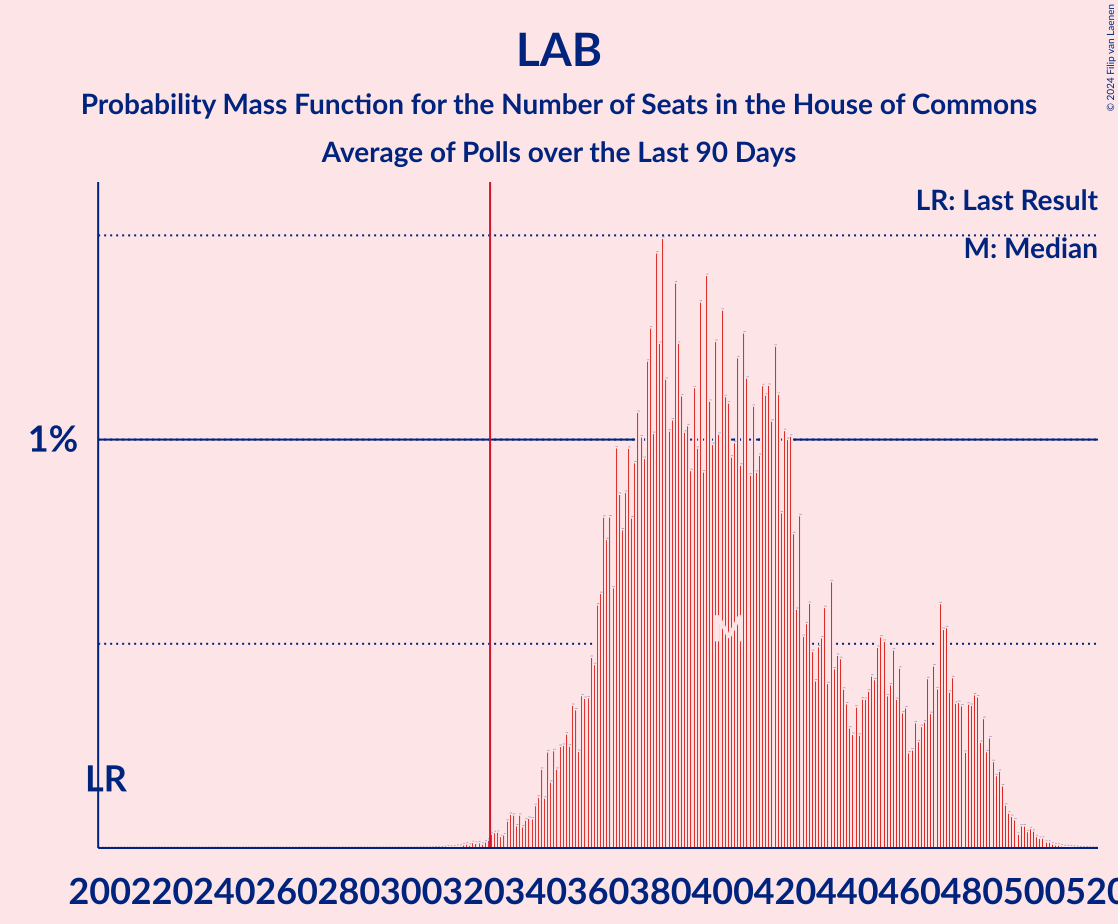 LAB
Probability Mass Function for the Number of Seats in the House of Commons
Average of Polls over the Last 90 Days
© 2024 Filip van Laenen
LR: Last Result
M: Median
1%
M
LR
200220240260280300320340360380400420440460480500520